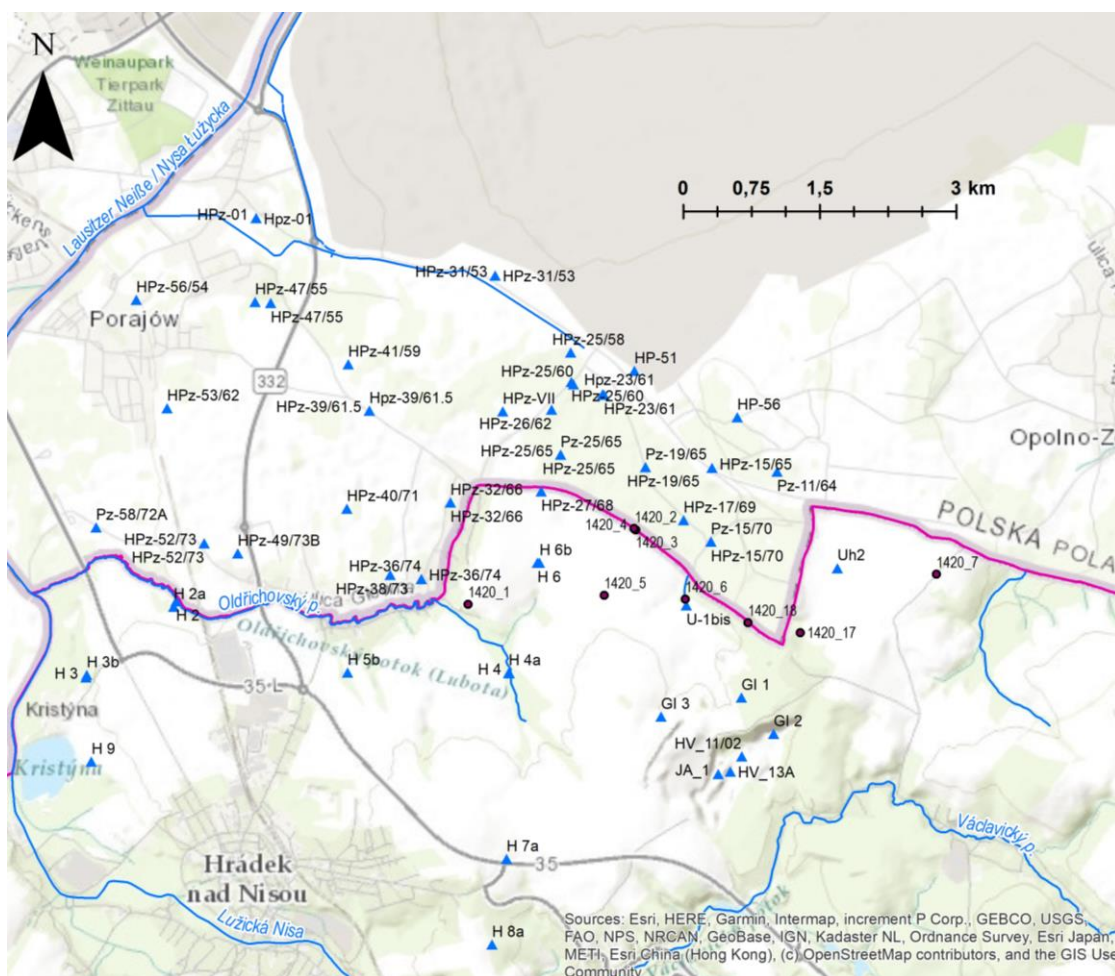 N
Weinaupark
Tierpark
Zittau
Lausitzer Neiße / Nysa Łużycka
0 0,75 1,5 3 km
HPz-01 Hpz-01
HPz-31/53 HPz-31/53
HPz-56/54
HPz-47/55
HPz-47/55
Porajów
HPz-25/58
HPz-41/59
HP-51
332
HPz-25/60
Hpz-23/61
HPz-25/60
HPz-23/61
HPz-53/62
HPz-39/61.5
Hpz-39/61.5
HPz-VII
HPz-26/62
HP-56
Opolno-Z
HPz-25/65
Pz-25/65
HPz-25/65
Pz-19/65
HPz-19/65
HPz-15/65
Pz-11/64
HPz-40/71
HPz-32/66
HPz-32/66
HPz-27/68
HPz-17/69
POLSKA
POLA
Pz-58/72A
1420_4
1420_2
1420_3
Pz-15/70
HPz-15/70
HPz-52/73
HPz-52/73
HPz-49/73B
H 6b
H 6
Uh2
1420_7
HPz-36/74
HPz-36/74
HPz-38/73
1420_5
1420_6
H 2a
H 2
Oldřichovský p.
1420_1
U-1bis
1420_18
1420_17
Oldřichovský potok (Lubota)
H 3
H 3b
35 L
H 5b
H 4
H 4a
Kristýna
GI 1
GI 3
GI 2
H 9
Kristýna
HV_11/02
JA_1
HV_13A
Václavický p.
Hrádek
nad Nisou
H 7a
35
Lužická Nisa
H 8a
Sources: Esri, HERE, Garmin, Intermap, increment P Corp., GEBCO, USGS,
FAO, NPS, NRCAN, GeoBase, IGN, Kadaster NL, Ordnance Survey, Esri Japan,
METI, Esri China (Hong Kong), (c) OpenStreetMap contributors, and the GIS Use
Community